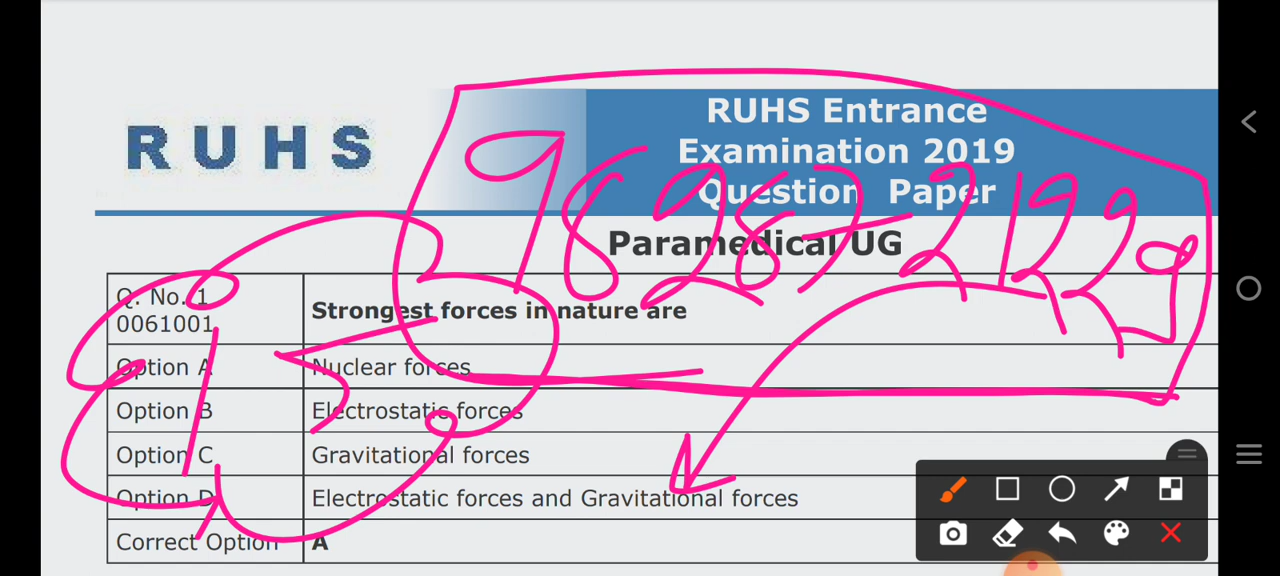 RUHS
RUHS Entrance
Examination 2019
Question Paper
Paramedical UG
Q. No. 1
0061001
Strongest forces in nature are
Option A
Nuclear forces
Option B
Electrostatic forces
Option C
Gravitational forces
Option D
Electrostatic forces and Gravitational forces
Correct Option
A